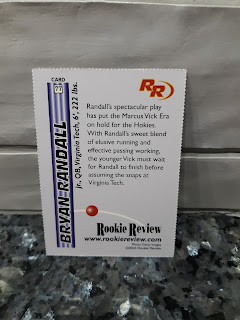 CARD
BRYAN RANDALL
Jr., QB, Virginia Tech, 6', 222 lbs.
RR
Randall's spectacular play
has put the Marcus Vick Era
on hold for the Hokies.
With Randall's sweet blend
of elusive running and
effective passing working,
the younger Vick must wait
for Randall to finish before
assuming the snaps at
Virginia Tech.
Rookie Review
www.rookiereview.com